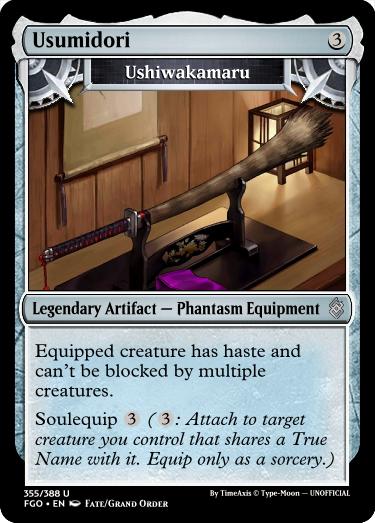 Usumidori 3
Ushiwakamaru
Legendary Artifact — Phantasm Equipment
Equipped creature has haste and
can't be blocked by multiple
creatures.
Soulequip 3 ( 3: Attach to target
creature you control that shares a True
Name with it. Equip only as a sorcery.)
355/388 U
FGO • EN Fate/Grand Order
By TimeAxis © Type-Moon — UNOFFICIAL